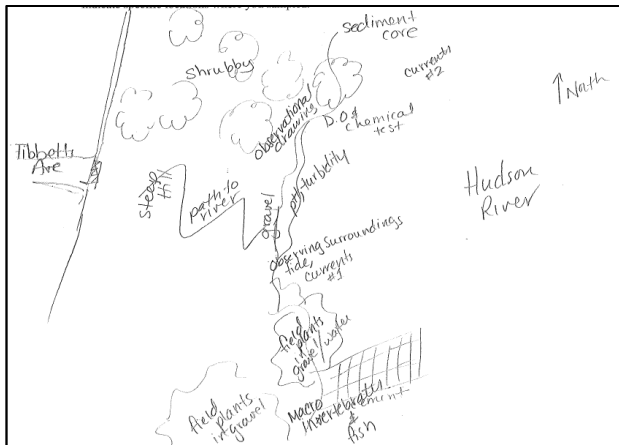 sediment
core
Shrubby
currents
#2
↑North
observational
drawing
D.O. &
chemical
test
Tibbetts
Ave
Steep
hill
path to
river
gravel
turbidity
Hudson
River
observing surroundings
tide,
currents
#1
field
plants
in
gravel/water
field
plants
in gravel
macro
invertebrates
&
fish